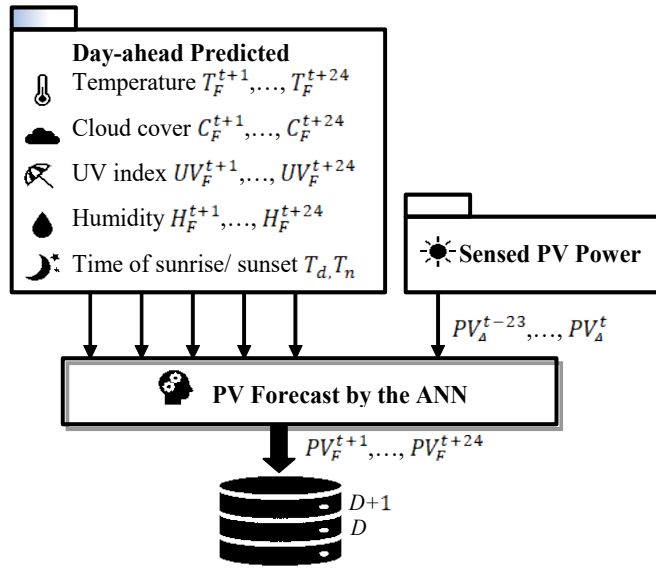 Day-ahead Predicted
Temperature $T_F^{t+1}$,…, $T_F^{t+24}$
Cloud cover $C_F^{t+1}$,…, $C_F^{t+24}$
UV index $UV_F^{t+1}$,…, $UV_F^{t+24}$
Humidity $H_F^{t+1}$,…, $H_F^{t+24}$
Time of sunrise/ sunset $T_{d,}T_n$
Sensed PV Power
$PV_A^{t-23}$,…, $PV_A^{t}$
PV Forecast by the ANN
$PV_F^{t+1}$,…, $PV_F^{t+24}$
D+1
D